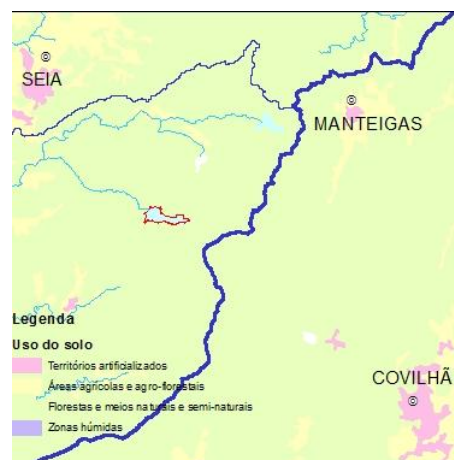 SEIA
MANTEIGAS
Legenda
Uso do solo
Territórios artificializados
Áreas agrícolas e agro-florestais
Florestas e meios naturais e semi-naturais
Zonas húmidas
COVILHÃ